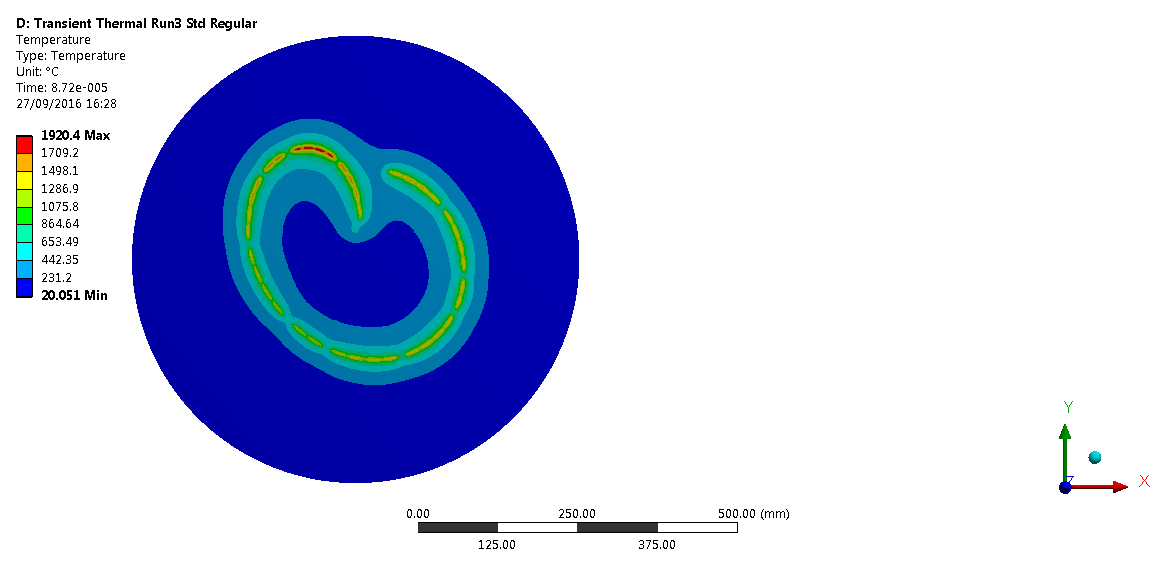 D: Transient Thermal Run3 Std Regular
Temperature
Type: Temperature
Unit: °C
Time: 8.72e-005
27/09/2016 16:28
1920.4 Max
1709.2
1498.1
1286.9
1075.8
864.64
653.49
442.35
231.2
20.051 Min
Y
Z
X
0.00 250.00 500.00 (mm)
125.00 375.00